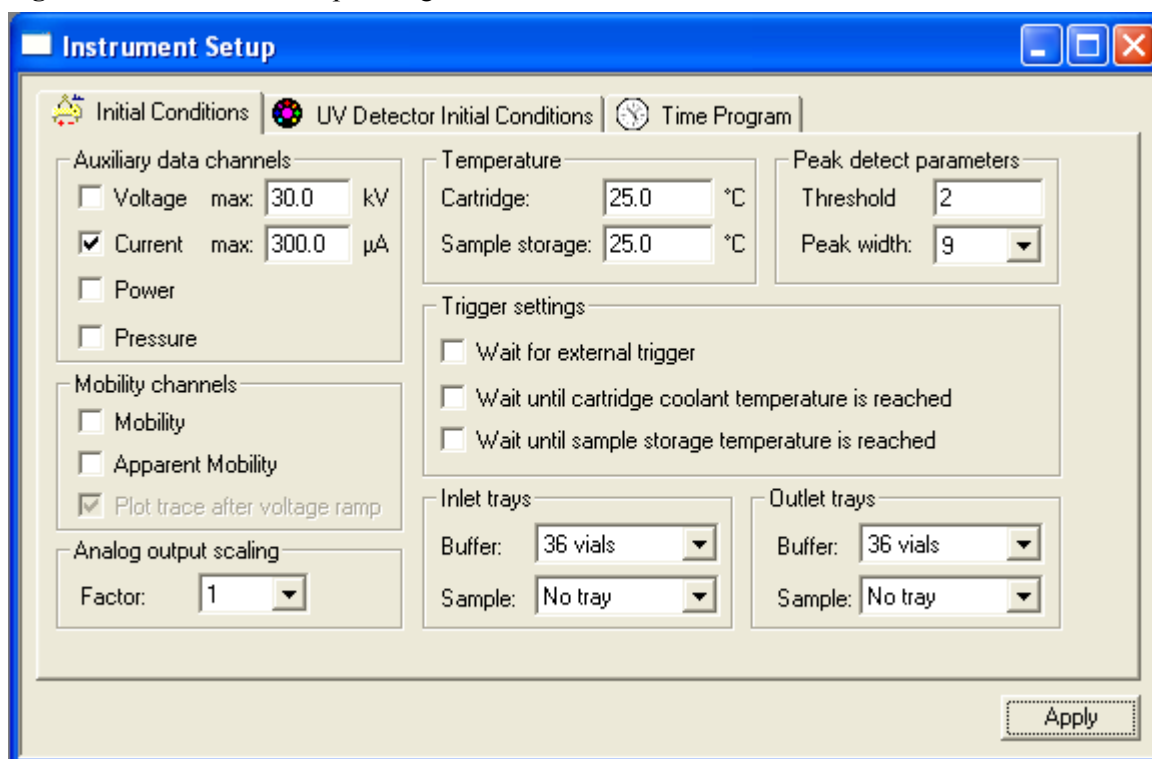 Instrument Setup
Initial Conditions
UV Detector Initial Conditions
Time Program
Auxiliary data channels
Voltage max: 30.0 kV
Current max: 300.0 µA
Power
Pressure
Mobility channels
Mobility
Apparent Mobility
Plot trace after voltage ramp
Analog output scaling
Factor: 1
Temperature
Cartridge: 25.0 °C
Sample storage: 25.0 °C
Peak detect parameters
Threshold 2
Peak width: 9
Trigger settings
Wait for external trigger
Wait until cartridge coolant temperature is reached
Wait until sample storage temperature is reached
Inlet trays
Buffer: 36 vials
Sample: No tray
Outlet trays
Buffer: 36 vials
Sample: No tray
Apply